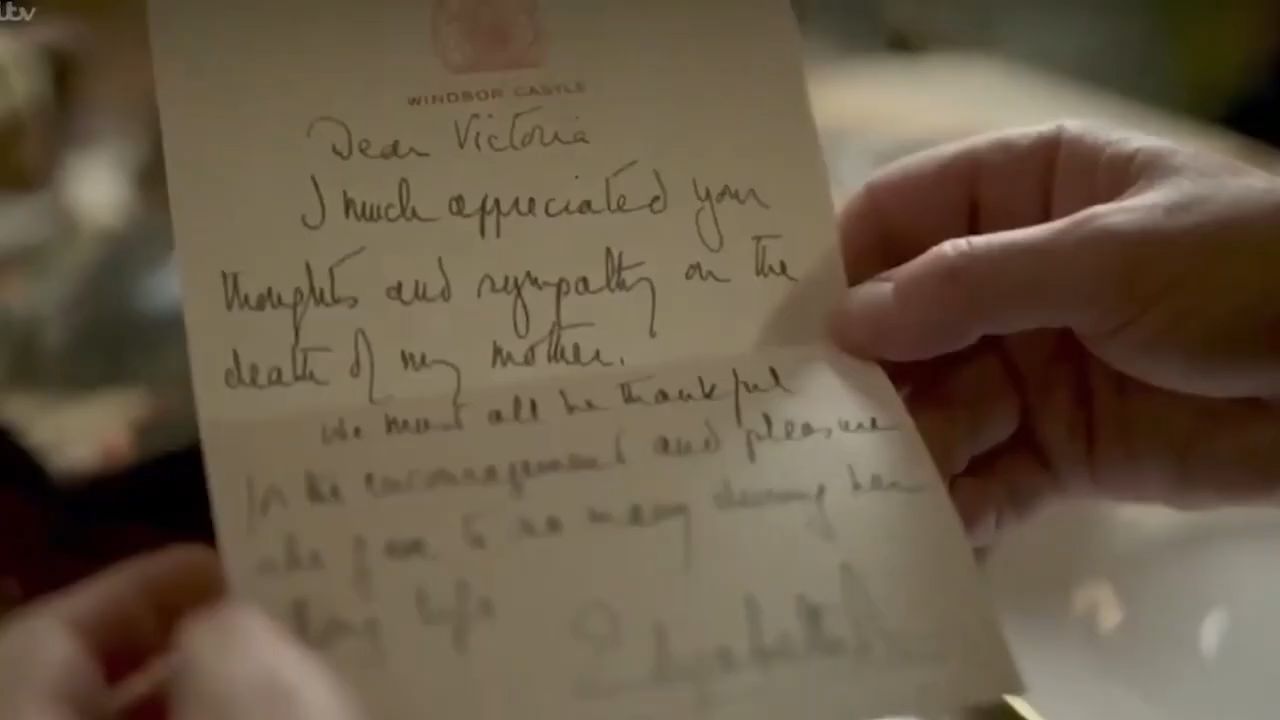 itv
WINDSOR CASTLE
Dear Victoria
I much appreciated your
thoughts and sympathy on the
death of my mother.
We must all be thankful
for the encouragement and pleasure
she gave to so many during her
long life
Elizabeth R